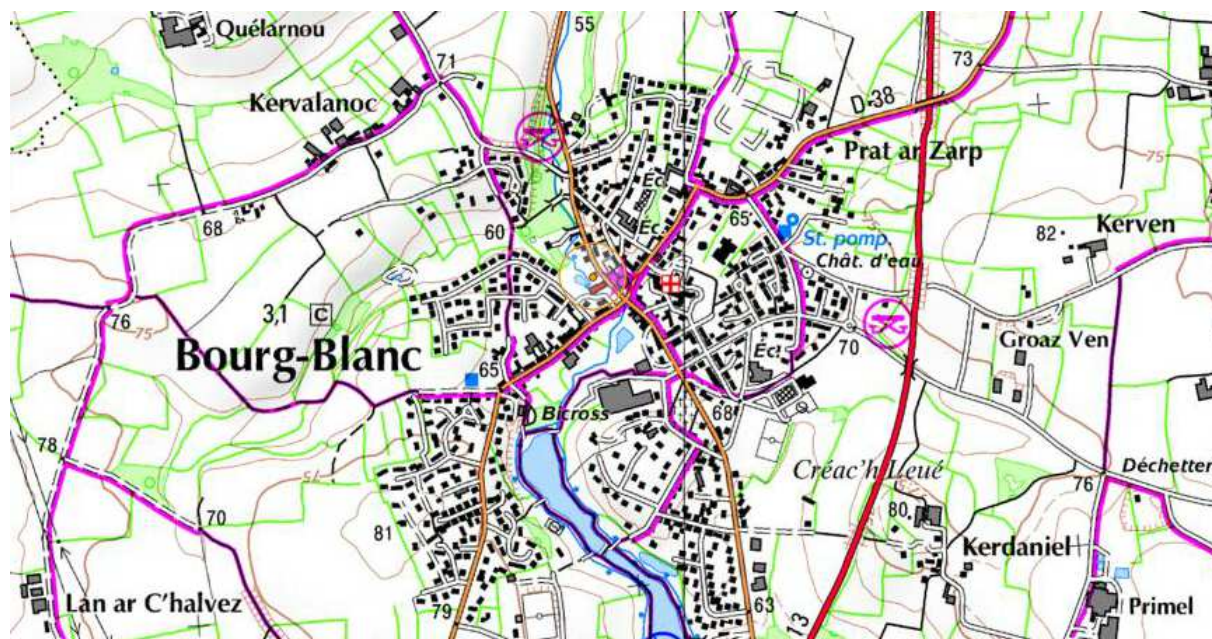 Quélarnou
55
71
73
Kervalanoc
D 38
Prat ar Zarp
75
Ec.
68
60
Éc.
65
St. pomp.
Chât. d'eau
82
Kerven
76
75
3,1
C
Bourg-Blanc
65
Éc.
70
Groaz Ven
Bicross
68
78
Créac'h Leué
76
Déchetter
70
81
80
Kerdaniel
Lan ar C'halvez
79
63
13
Primel